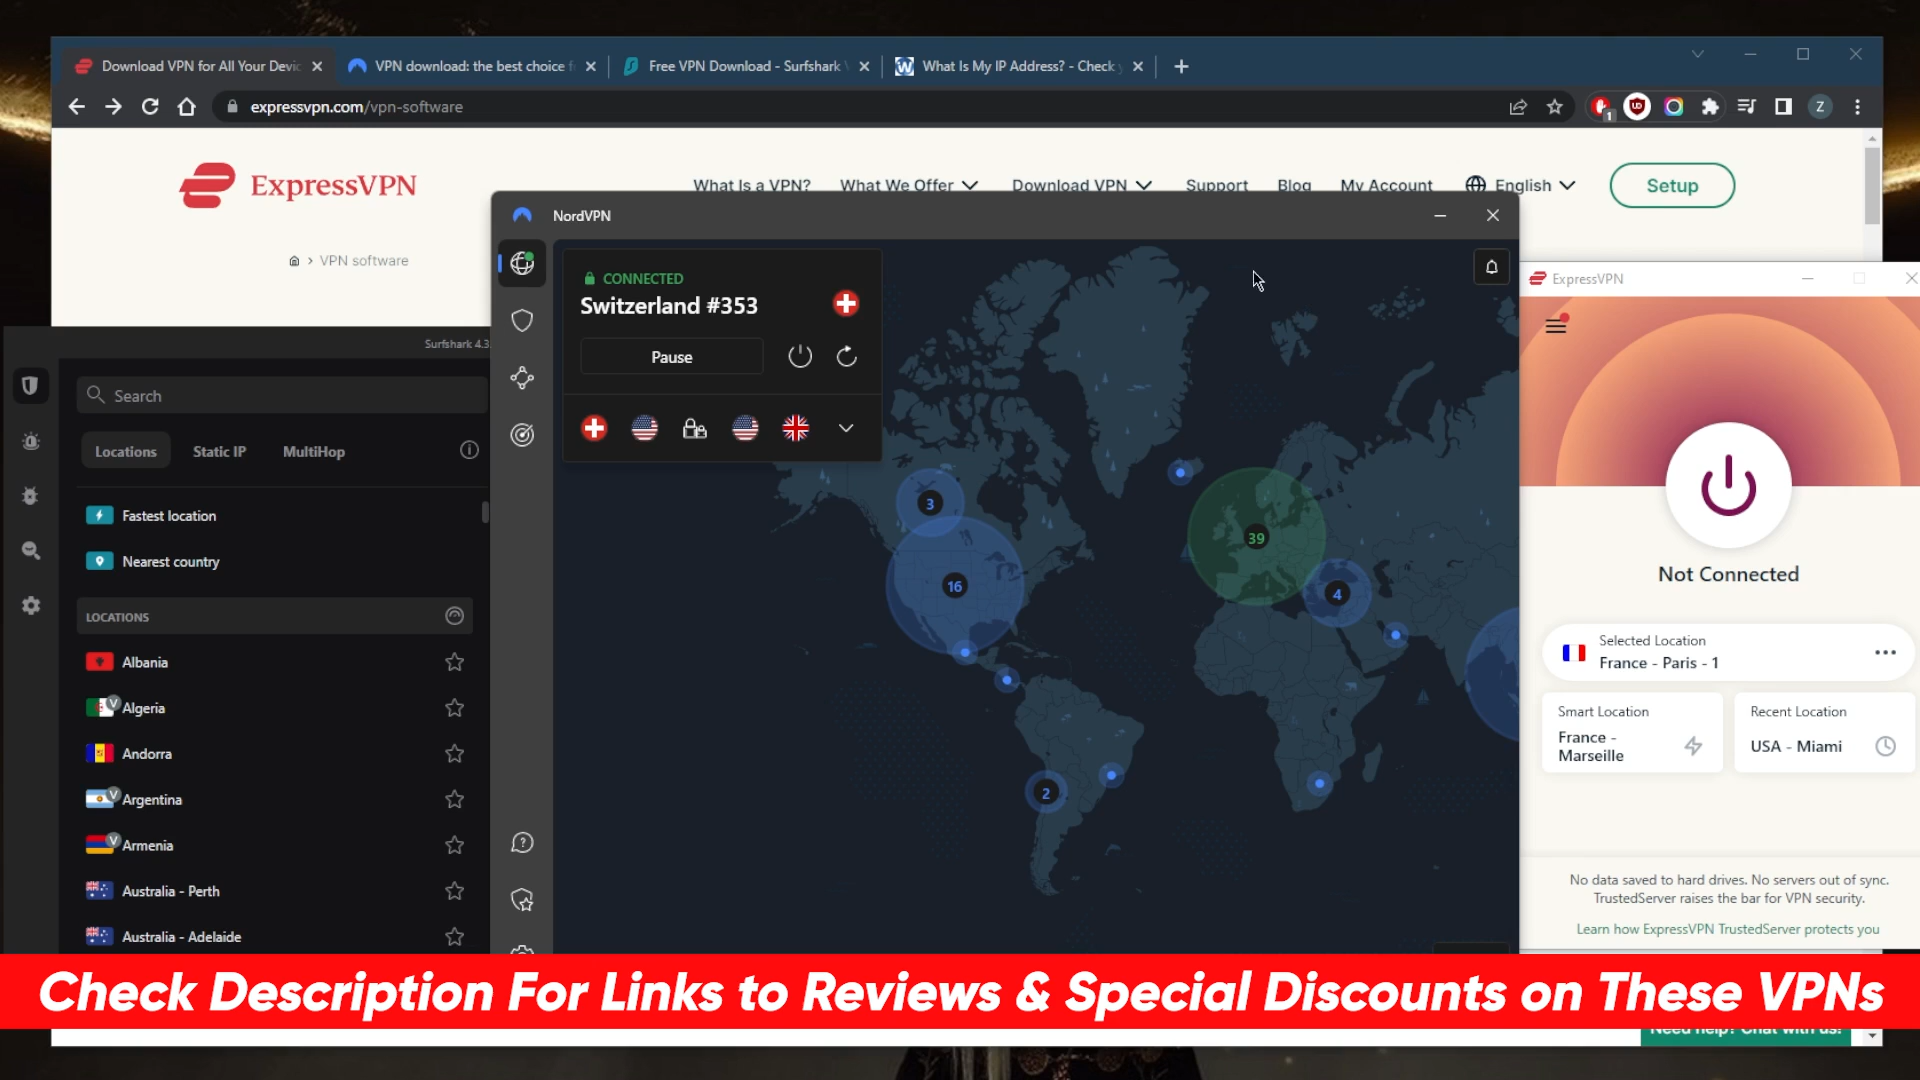 Download VPN for All Your Devic
VPN download: the best choice f
Free VPN Download - Surfshark
What Is My IP Address? - Check
expressvpn.com/vpn-software
1
Z
ExpressVPN
What Is a VPN?
What We Offer
Download VPN
Support
Blog
My Account
English
Setup
VPN software
NordVPN
CONNECTED
Switzerland #353
Pause
3
16
39
4
2
Surfshark 4.3
Search
Locations
Static IP
MultiHop
Fastest location
Nearest country
LOCATIONS
Albania
V
Algeria
Andorra
V
Argentina
V
Armenia
Australia - Perth
Australia - Adelaide
ExpressVPN
Not Connected
Selected Location
France - Paris - 1
Smart Location
France -
Marseille
Recent Location
USA - Miami
No data saved to hard drives. No servers out of sync.
TrustedServer raises the bar for VPN security.
Learn how ExpressVPN TrustedServer protects you
Check Description For Links to Reviews & Special Discounts on These VPNs
Need help? Chat with us!